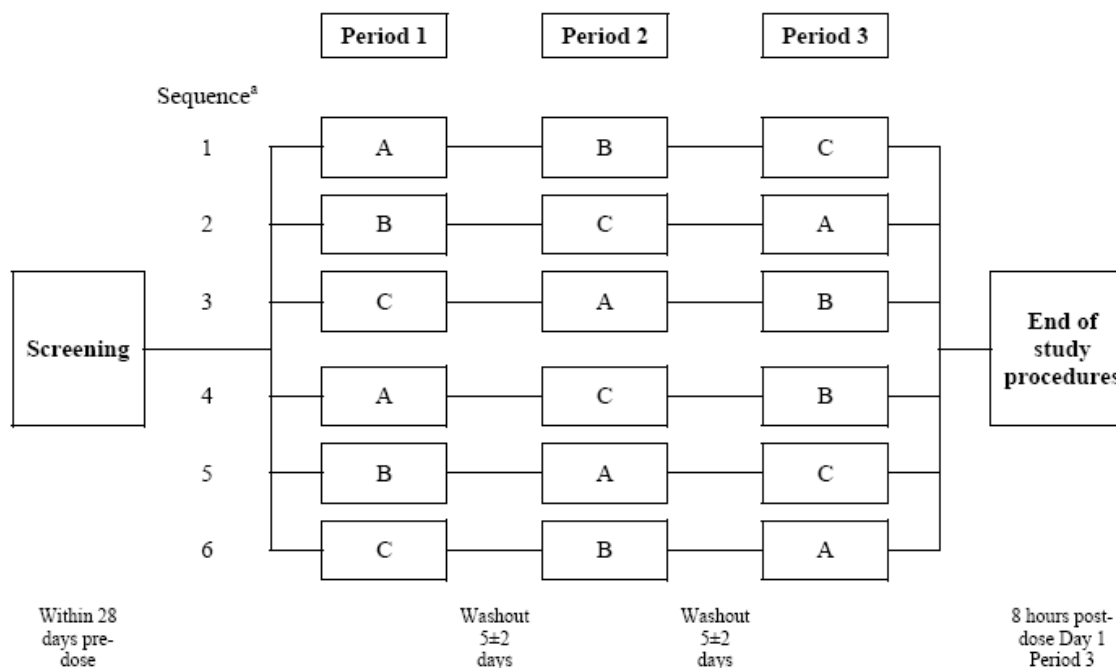 Period 1 Period 2 Period 3
Sequenceᵃ
1 A B C
2 B C A
3 C A B
Screening
End of
study
procedures
4 A C B
5 B A C
6 C B A
Within 28
days pre-
dose
Washout
5±2
days
Washout
5±2
days
8 hours post-
dose Day 1
Period 3